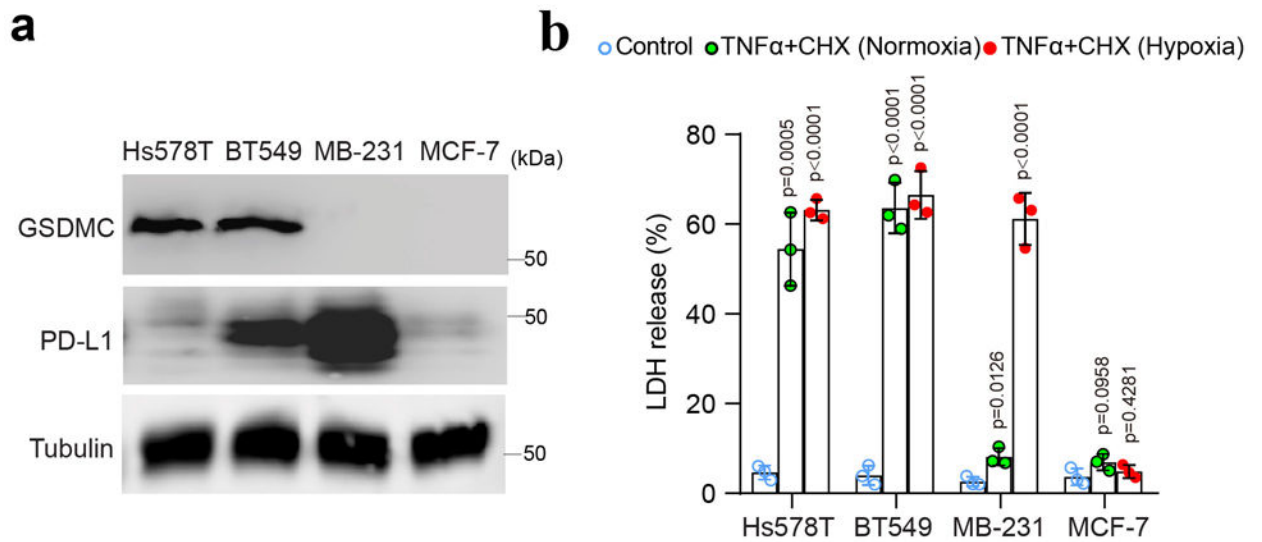 a
Hs578T BT549 MB-231 MCF-7 (kDa)
GSDMC
50
PD-L1
50
Tubulin
50
b
Control TNFα+CHX (Normoxia) TNFα+CHX (Hypoxia)
LDH release (%)
80
60
40
20
0
p=0.0005
p<0.0001
p<0.0001
p<0.0001
p=0.0126
p<0.0001
p=0.0958
p=0.4281
Hs578T BT549 MB-231 MCF-7